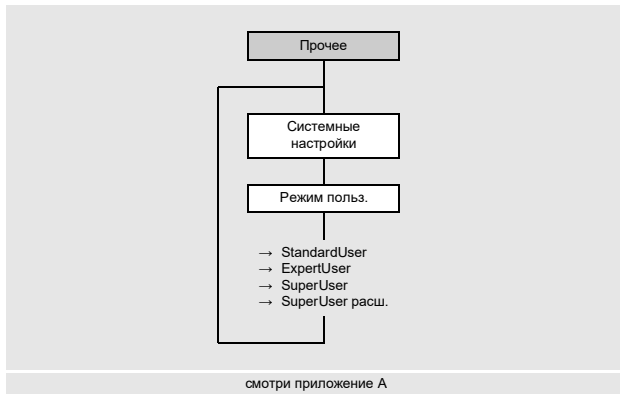 Прочее
Системные
настройки
Режим польз.
→ StandardUser
→ ExpertUser
→ SuperUser
→ SuperUser расш.
смотри приложение A